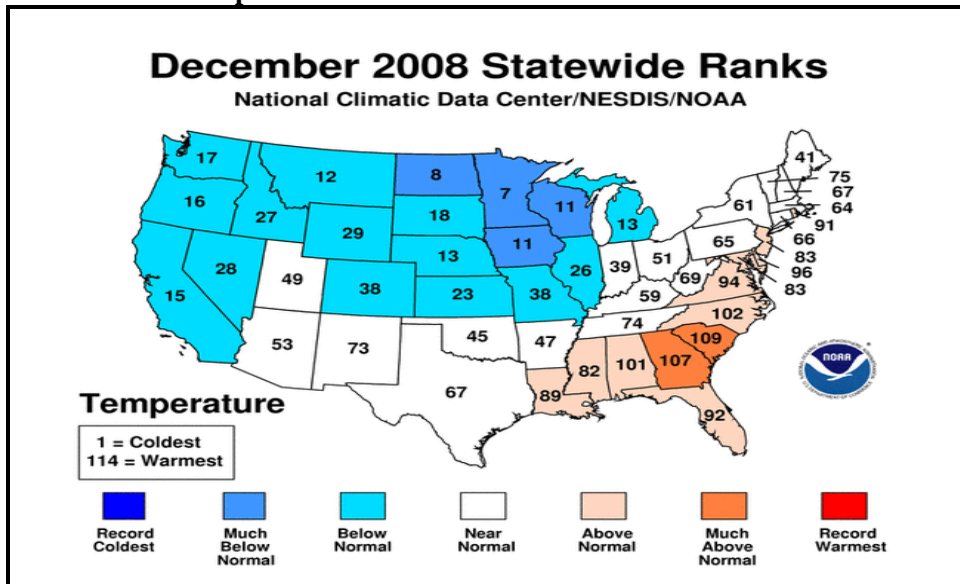 December 2008 Statewide Ranks
National Climatic Data Center/NESDIS/NOAA
17
12
8
7
41
75
67
64
61
91
16
27
18
11
13
66
83
96
83
29
13
11
65
15
28
49
38
23
38
26
39
51
69
94
59
102
53
73
45
47
74
109
67
89
82
101
107
92
NOAA
Temperature
1 = Coldest
114 = Warmest
Record
Coldest
Much
Below
Normal
Below
Normal
Near
Normal
Above
Normal
Much
Above
Normal
Record
Warmest